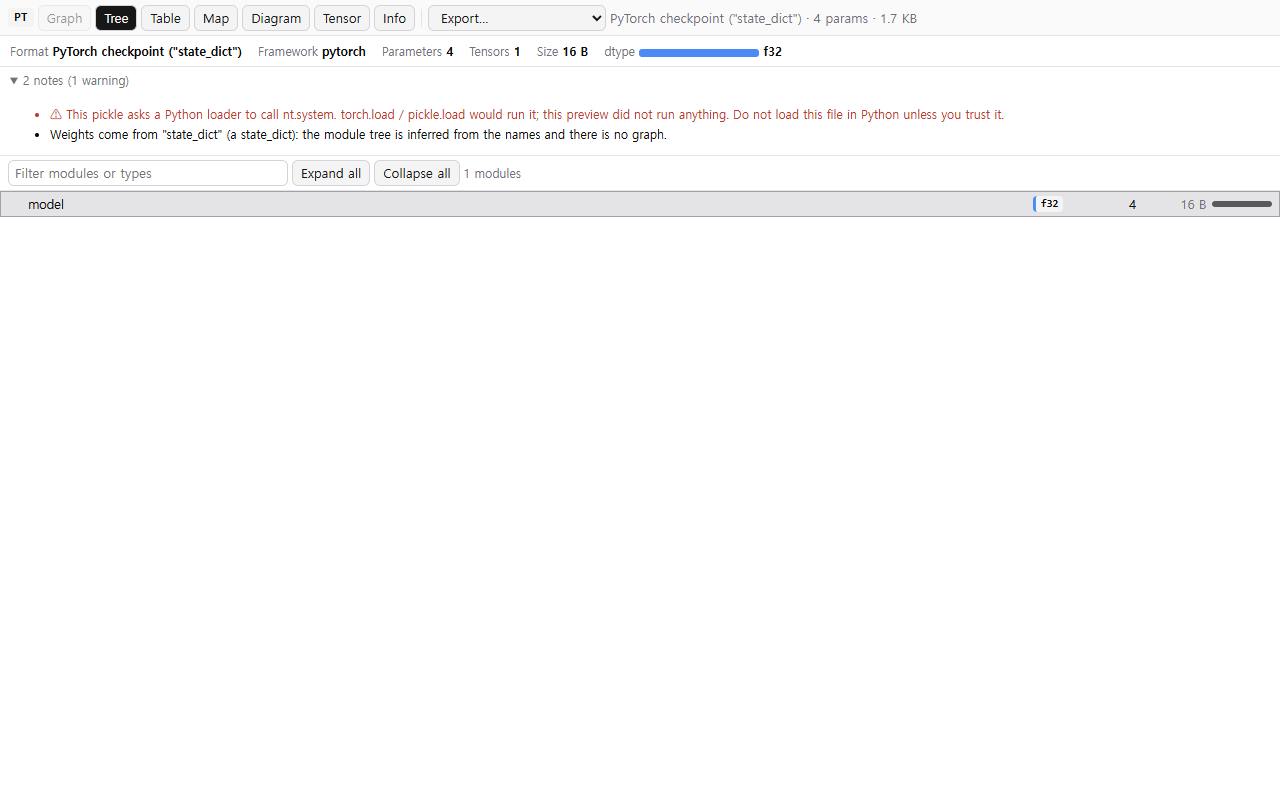 PT Graph Tree Table Map Diagram Tensor Info Export... PyTorch checkpoint ("state_dict") · 4 params · 1.7 KB
Format PyTorch checkpoint ("state_dict") Framework pytorch Parameters 4 Tensors 1 Size 16 B dtype f32
▼ 2 notes (1 warning)
• ⚠ This pickle asks a Python loader to call nt.system. torch.load / pickle.load would run it; this preview did not run anything. Do not load this file in Python unless you trust it.
• Weights come from "state_dict" (a state_dict): the module tree is inferred from the names and there is no graph.
Filter modules or types Expand all Collapse all 1 modules
model f32 4 16 B